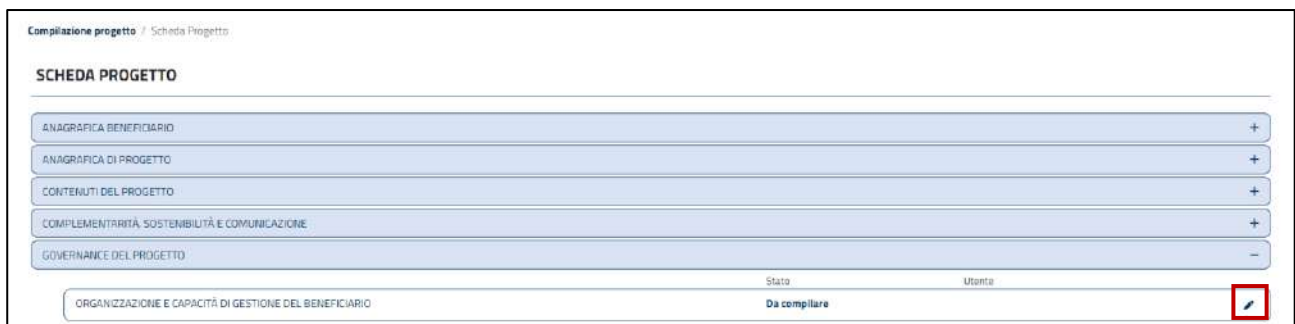 Compilazione progetto / Scheda Progetto
SCHEDA PROGETTO
ANAGRAFICA BENEFICIARIO +
ANAGRAFICA DI PROGETTO +
CONTENUTI DEL PROGETTO +
COMPLEMENTARITÀ, SOSTENIBILITÀ E COMUNICAZIONE +
GOVERNANCE DEL PROGETTO −
Stato Utente
ORGANIZZAZIONE E CAPACITÀ DI GESTIONE DEL BENEFICIARIO Da compilare